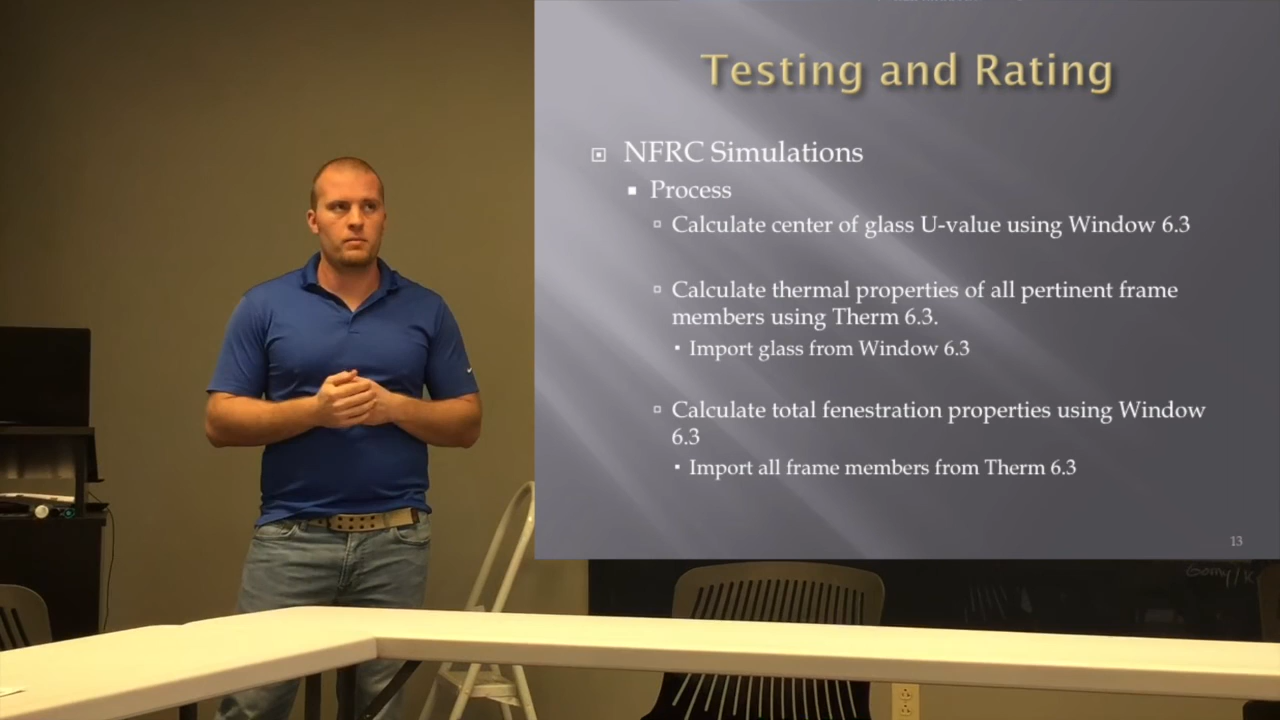 Testing and Rating
NFRC Simulations
Process
Calculate center of glass U-value using Window 6.3
Calculate thermal properties of all pertinent frame
members using Therm 6.3.
Import glass from Window 6.3
Calculate total fenestration properties using Window
6.3
Import all frame members from Therm 6.3
13